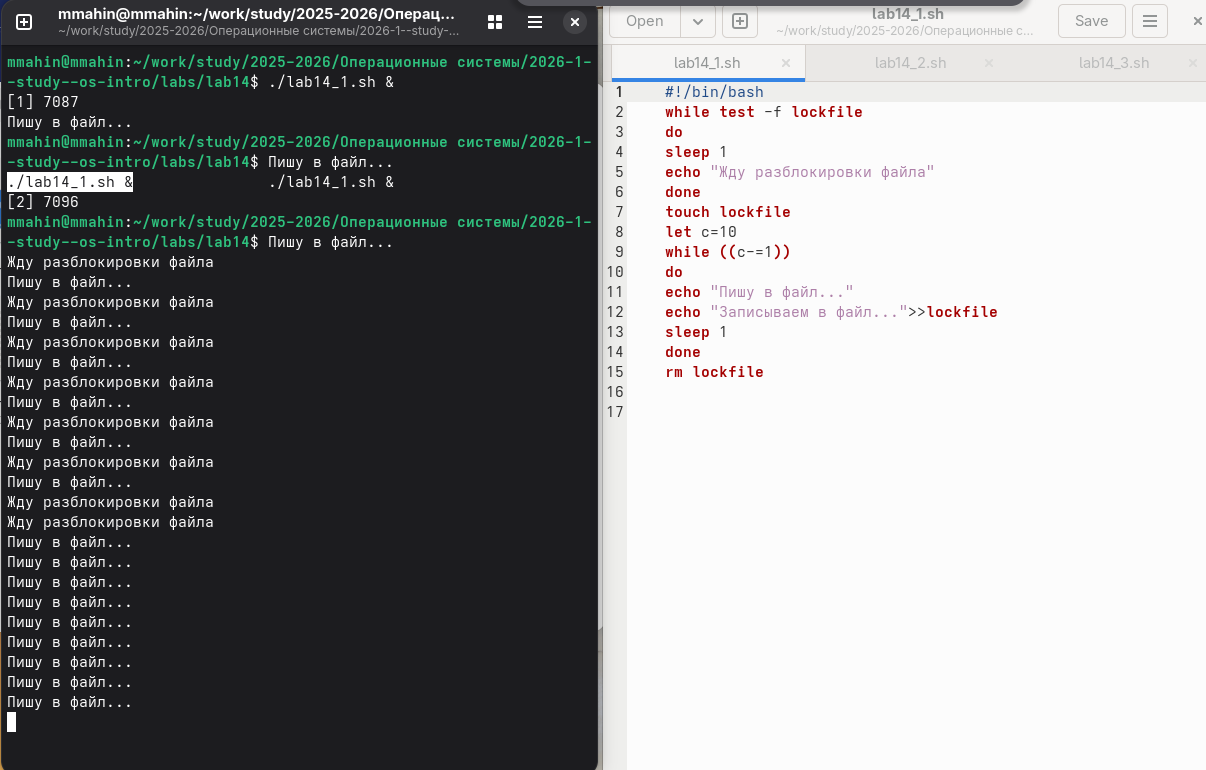 mmahin@mmahin:~/work/study/2025-2026/Операц...
~/work/study/2025-2026/Операционные системы/2026-1--study-...
mmahin@mmahin:~/work/study/2025-2026/Операционные системы/2026-1-
-study--os-intro/labs/lab14$ ./lab14_1.sh &
[1] 7087
Пишу в файл...
mmahin@mmahin:~/work/study/2025-2026/Операционные системы/2026-1-
-study--os-intro/labs/lab14$ Пишу в файл...
./lab14_1.sh & ./lab14_1.sh &
[2] 7096
mmahin@mmahin:~/work/study/2025-2026/Операционные системы/2026-1-
-study--os-intro/labs/lab14$ Пишу в файл...
Жду разблокировки файла
Пишу в файл...
Жду разблокировки файла
Пишу в файл...
Жду разблокировки файла
Пишу в файл...
Жду разблокировки файла
Пишу в файл...
Жду разблокировки файла
Пишу в файл...
Жду разблокировки файла
Пишу в файл...
Жду разблокировки файла
Жду разблокировки файла
Пишу в файл...
Пишу в файл...
Пишу в файл...
Пишу в файл...
Пишу в файл...
Пишу в файл...
Пишу в файл...
Пишу в файл...
Пишу в файл...
Open
lab14_1.sh
~/work/study/2025-2026/Операционные с...
Save
lab14_1.sh
lab14_2.sh
lab14_3.sh
1 #!/bin/bash
2 while test -f lockfile
3 do
4 sleep 1
5 echo "Жду разблокировки файла"
6 done
7 touch lockfile
8 let c=10
9 while ((c-=1))
10 do
11 echo "Пишу в файл..."
12 echo "Записываем в файл...">>lockfile
13 sleep 1
14 done
15 rm lockfile
16
17